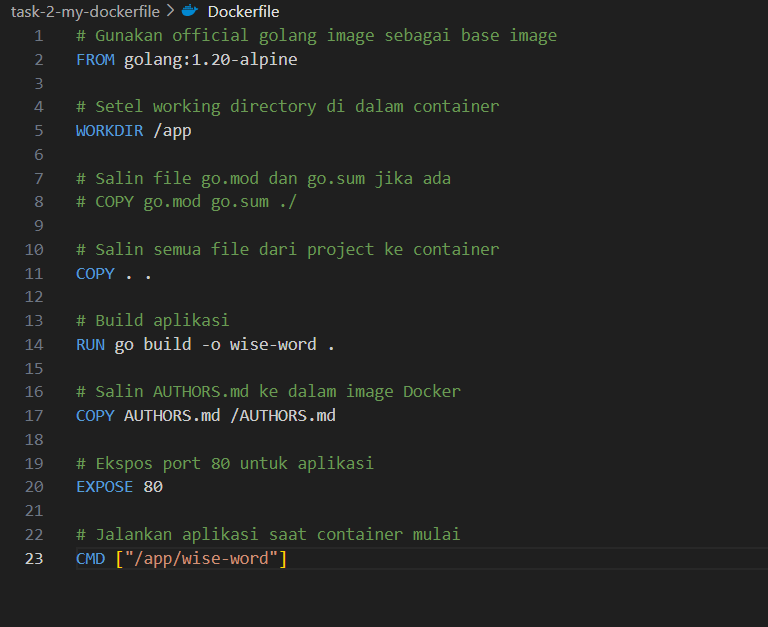 task-2-my-dockerfile > Dockerfile
1 # Gunakan official golang image sebagai base image
2 FROM golang:1.20-alpine
3
4 # Setel working directory di dalam container
5 WORKDIR /app
6
7 # Salin file go.mod dan go.sum jika ada
8 # COPY go.mod go.sum ./
9
10 # Salin semua file dari project ke container
11 COPY . .
12
13 # Build aplikasi
14 RUN go build -o wise-word .
15
16 # Salin AUTHORS.md ke dalam image Docker
17 COPY AUTHORS.md /AUTHORS.md
18
19 # Ekspos port 80 untuk aplikasi
20 EXPOSE 80
21
22 # Jalankan aplikasi saat container mulai
23 CMD ["/app/wise-word"]